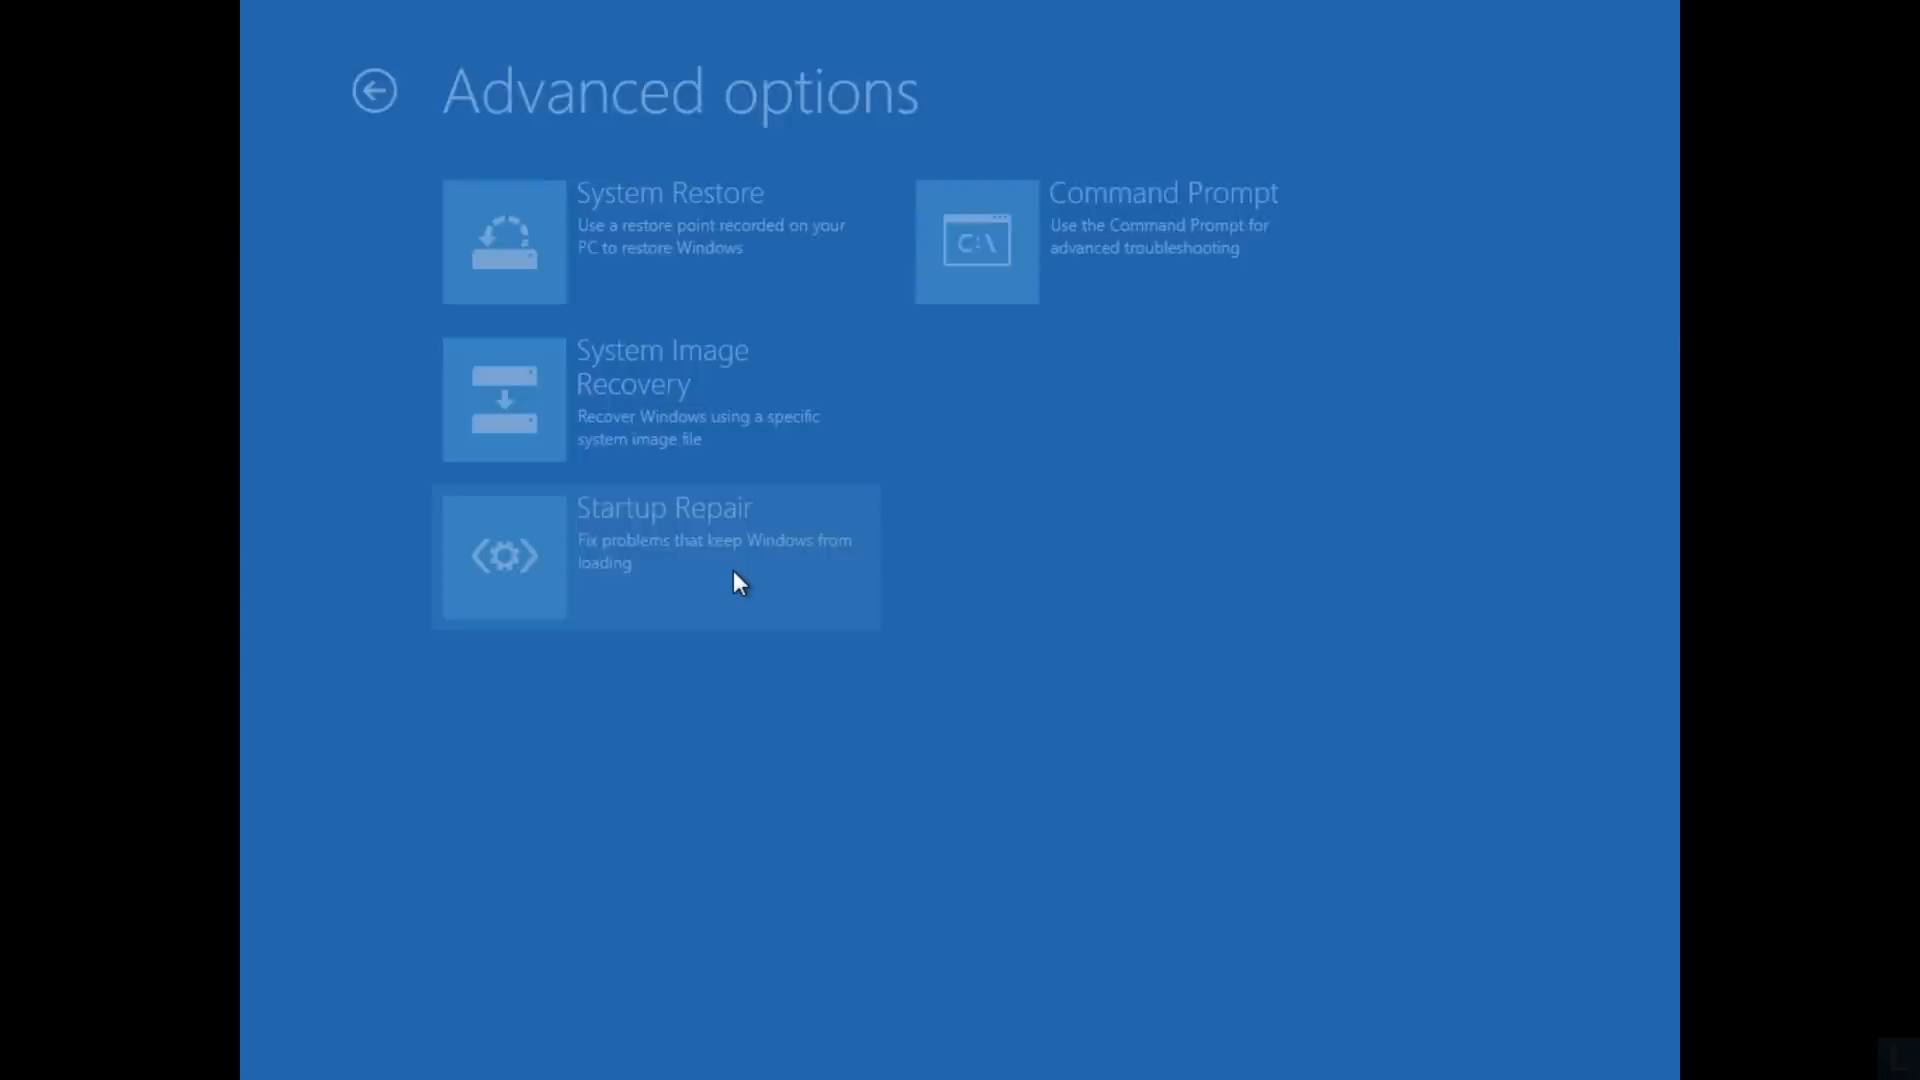 Advanced options
System Restore
Use a restore point recorded on your
PC to restore Windows
Command Prompt
Use the Command Prompt for
advanced troubleshooting
C:\
System Image
Recovery
Recover Windows using a specific
system image file
Startup Repair
Fix problems that keep Windows from
loading